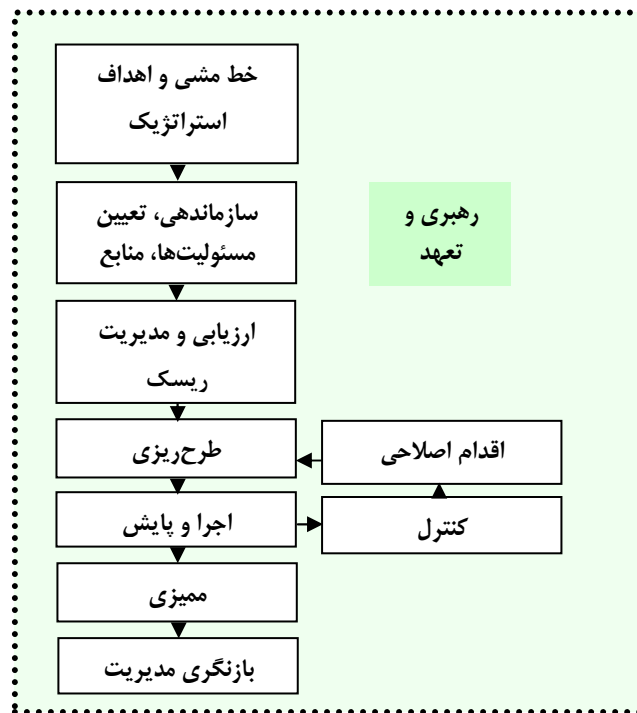 خط مشی و اهداف
استراتژیک
سازماندهی، تعیین
مسئولیت‌ها، منابع
رهبری و
تعهد
ارزیابی و مدیریت
ریسک
طرح‌ریزی
اقدام اصلاحی
اجرا و پایش
کنترل
ممیزی
بازنگری مدیریت